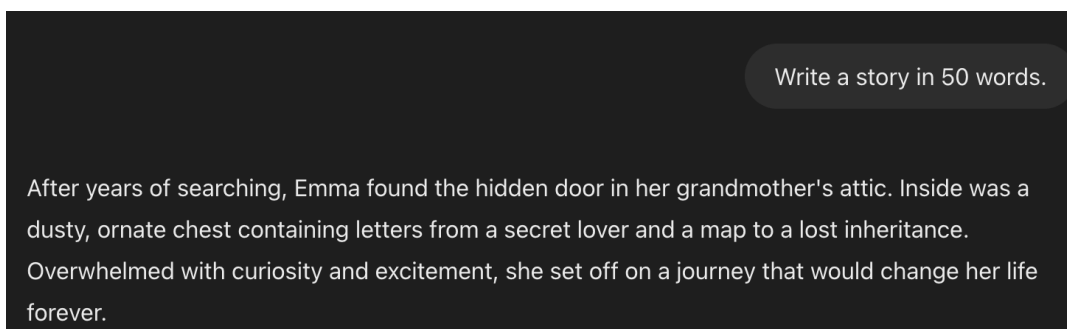 Write a story in 50 words.
After years of searching, Emma found the hidden door in her grandmother's attic. Inside was a
dusty, ornate chest containing letters from a secret lover and a map to a lost inheritance.
Overwhelmed with curiosity and excitement, she set off on a journey that would change her life
forever.